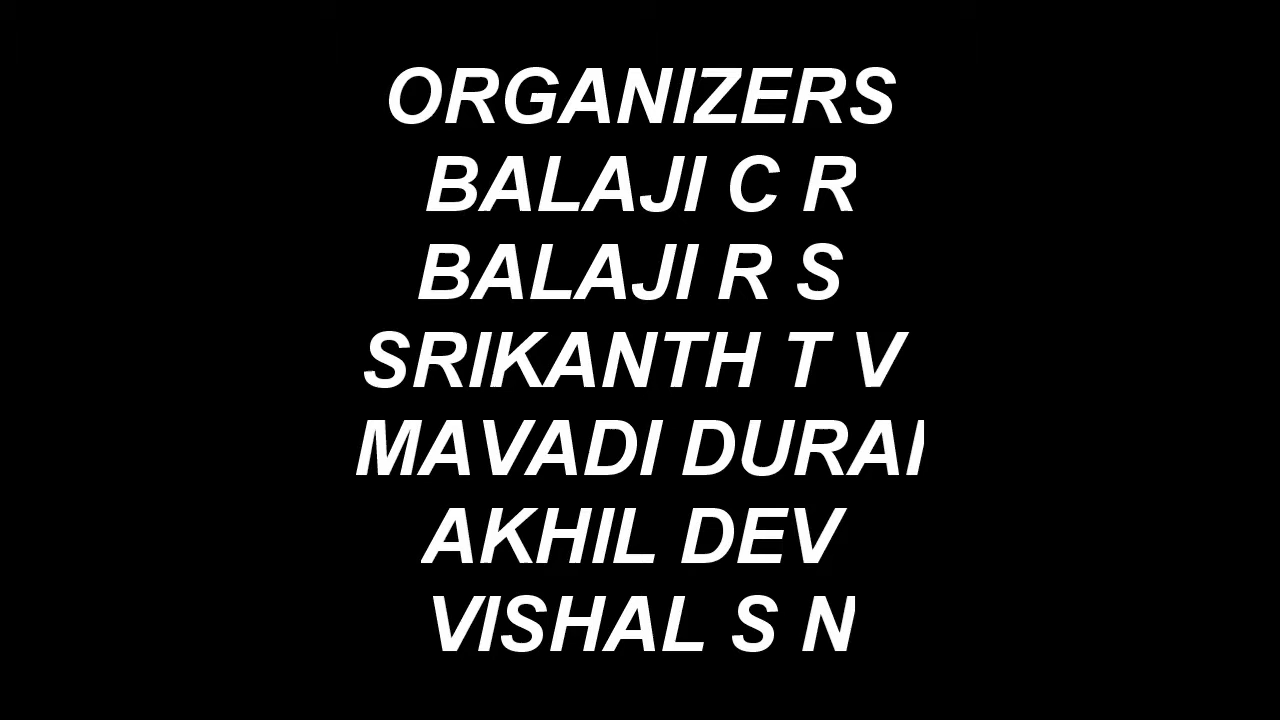 ORGANIZERS
BALAJI C R
BALAJI R S
SRIKANTH T V
MAVADI DURAI
AKHIL DEV
VISHAL S N